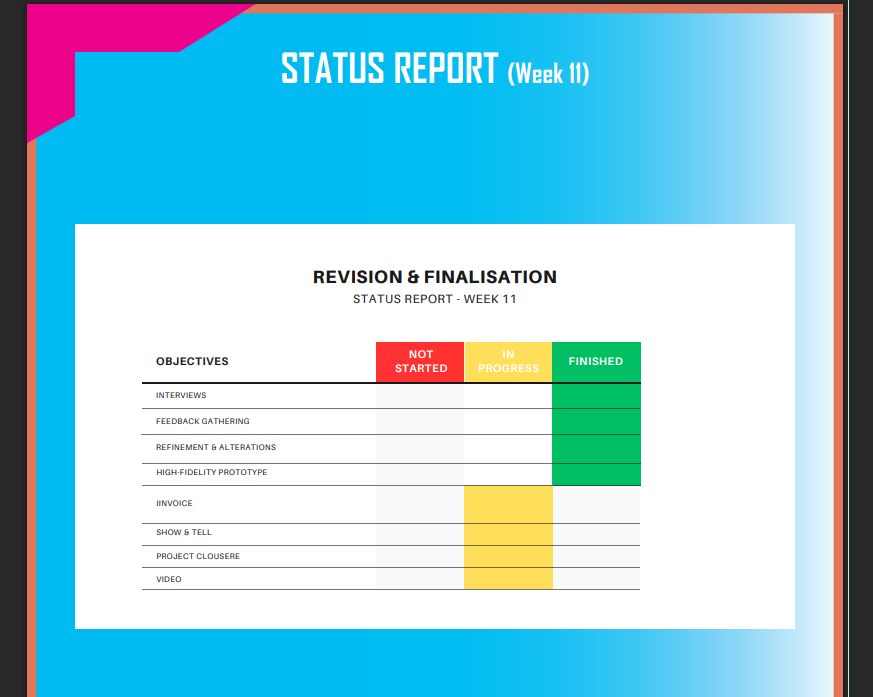 STATUS REPORT (Week 11)
REVISION & FINALISATION
STATUS REPORT - WEEK 11
OBJECTIVES
NOT
STARTED
IN
PROGRESS
FINISHED
INTERVIEWS
FEEDBACK GATHERING
REFINEMENT & ALTERATIONS
HIGH-FIDELITY PROTOTYPE
IINVOICE
SHOW & TELL
PROJECT CLOUSERE
VIDEO